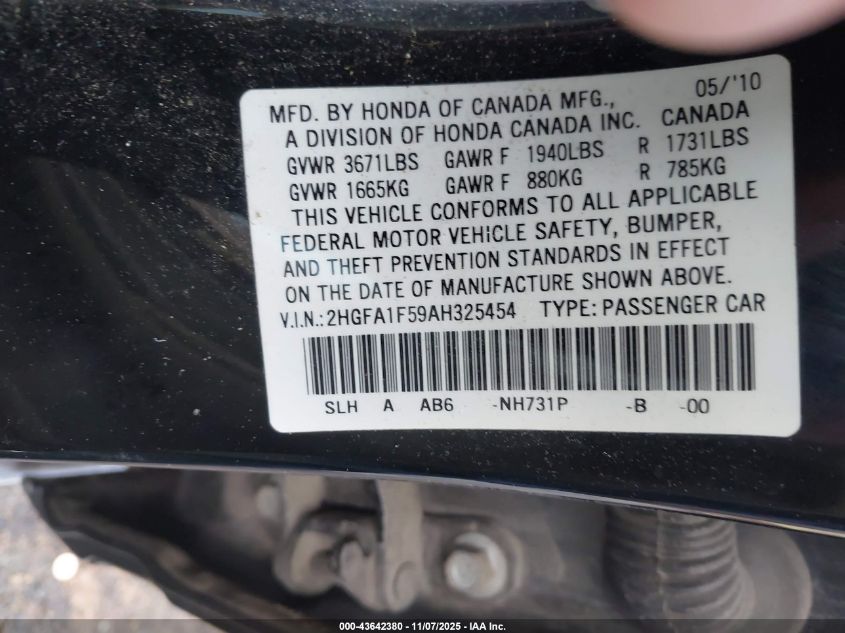 05/'10
MFD. BY HONDA OF CANADA MFG.,
A DIVISION OF HONDA CANADA INC. CANADA
GVWR 3671LBS GAWR F 1940LBS R 1731LBS
GVWR 1665KG GAWR F 880KG R 785KG
THIS VEHICLE CONFORMS TO ALL APPLICABLE
FEDERAL MOTOR VEHICLE SAFETY, BUMPER,
AND THEFT PREVENTION STANDARDS IN EFFECT
ON THE DATE OF MANUFACTURE SHOWN ABOVE.
V.I.N.: 2HGFA1F59AH325454 TYPE: PASSENGER CAR
SLH A AB6 -NH731P -B -00
000-43642380 - 11/07/2025 - IAA Inc.